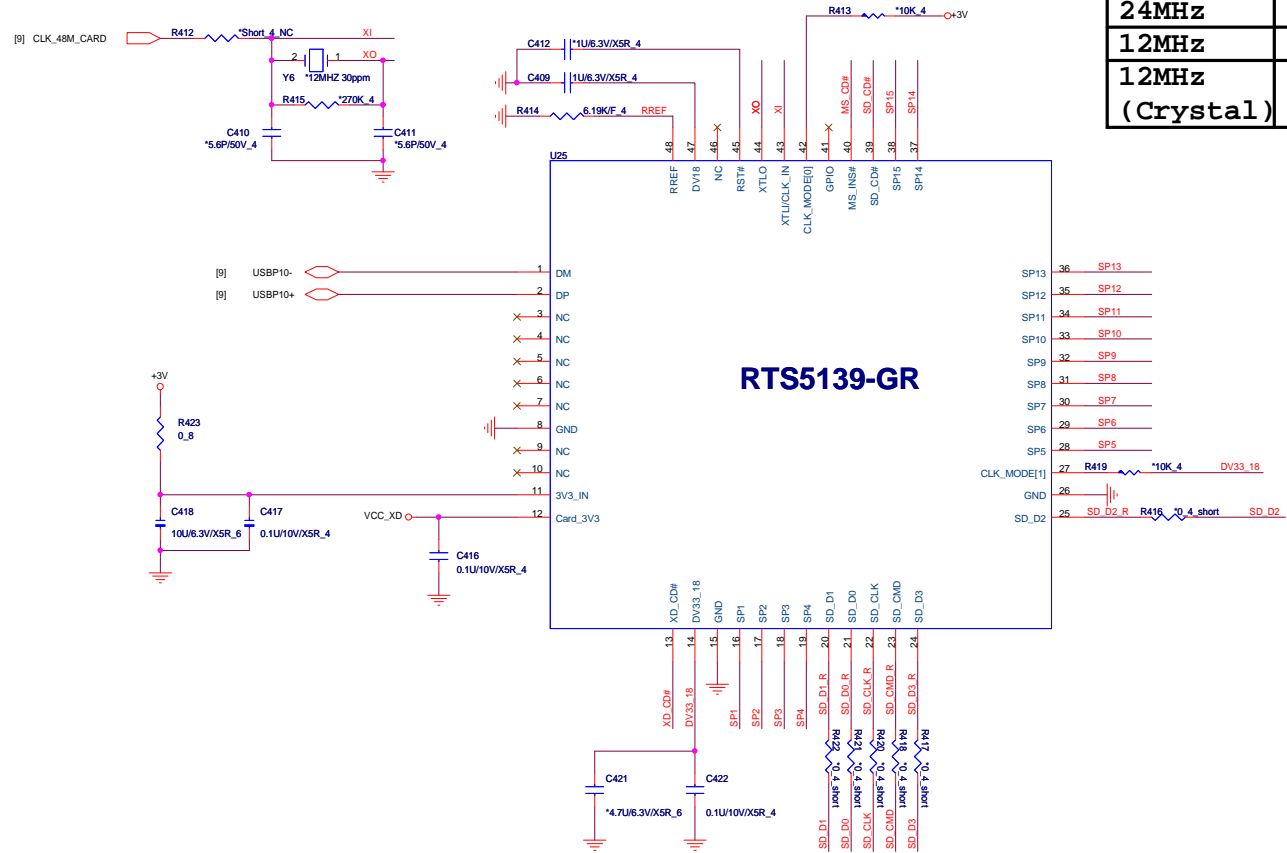 [9] CLK_48M_CARD
R412
*Short_4_NC
XI
2
1
XO
Y6
*12MHZ 30ppm
R415
*270K_4
C410
*5.6P/50V_4
C411
*5.6P/50V_4
R413
*10K_4
+3V
C412
*1U/6.3V/X5R_4
C409
1U/6.3V/X5R_4
R414
6.19K/F_4
RREF
XO
XI
MS_CD#
SD_CD#
SP15
SP14
24MHz
12MHz
12MHz
(Crystal)
U25
48
47
46
45
44
43
42
41
40
39
38
37
RREF
DV18
NC
RST#
XTLO
XTLI/CLK_IN
CLK_MODE[0]
GPIO
MS_INS#
SD_CD#
SP15
SP14
[9] USBP10-
1 DM
[9] USBP10+
2 DP
3 NC
4 NC
5 NC
6 NC
7 NC
8 GND
9 NC
10 NC
11 3V3_IN
12 Card_3V3
RTS5139-GR
SP13 36 SP13
SP12 35 SP12
SP11 34 SP11
SP10 33 SP10
SP9 32 SP9
SP8 31 SP8
SP7 30 SP7
SP6 29 SP6
SP5 28 SP5
CLK_MODE[1] 27 R419 *10K_4 DV33_18
GND 26
SD_D2 25 SD_D2_R R416 *0_4_short SD_D2
+3V
R423
0_8
C418
10U/6.3V/X5R_6
C417
0.1U/10V/X5R_4
VCC_XD
C416
0.1U/10V/X5R_4
XD_CD#
DV33_18
GND
SP1
SP2
SP3
SP4
SD_D1
SD_D0
SD_CLK
SD_CMD
SD_D3
13
14
15
16
17
18
19
20
21
22
23
24
XD_CD#
DV33_18
SP1
SP2
SP3
SP4
SD_D1_R
SD_D0_R
SD_CLK_R
SD_CMD_R
SD_D3_R
R422 *0_4_short
R421 *0_4_short
R420 *0_4_short
R418 *0_4_short
R417 *0_4_short
SD_D1
SD_D0
SD_CLK
SD_CMD
SD_D3
C421
*4.7U/6.3V/X5R_6
C422
0.1U/10V/X5R_4